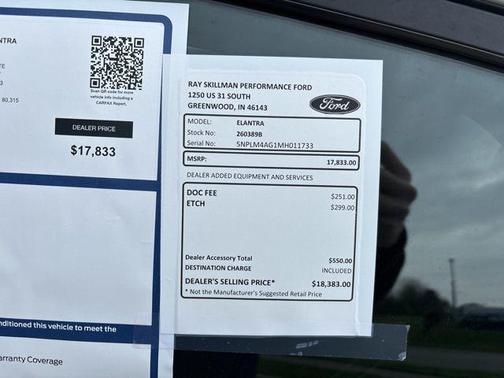 ELANTRA
80,315
Scan QR code for more
vehicle info including a
CARFAX Report.
DEALER PRICE
$17,833
nditioned this vehicle to meet the
arranty Coverage
RAY SKILLMAN PERFORMANCE FORD
1250 US 31 SOUTH
GREENWOOD, IN 46143
Ford
MODEL: ELANTRA
Stock No: 260389B
Serial No: 5NPLM4AG1MH011733
MSRP: 17,833.00
DEALER ADDED EQUIPMENT AND SERVICES
DOC FEE $251.00
ETCH $299.00
Dealer Accessory Total $550.00
DESTINATION CHARGE INCLUDED
DEALER'S SELLING PRICE* $18,383.00
* Not the Manufacturer's Suggested Retail Price